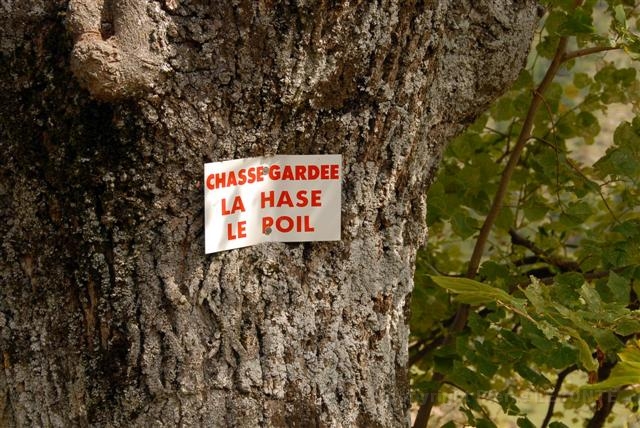 CHASSE GARDEE
LA HASE
LE POIL